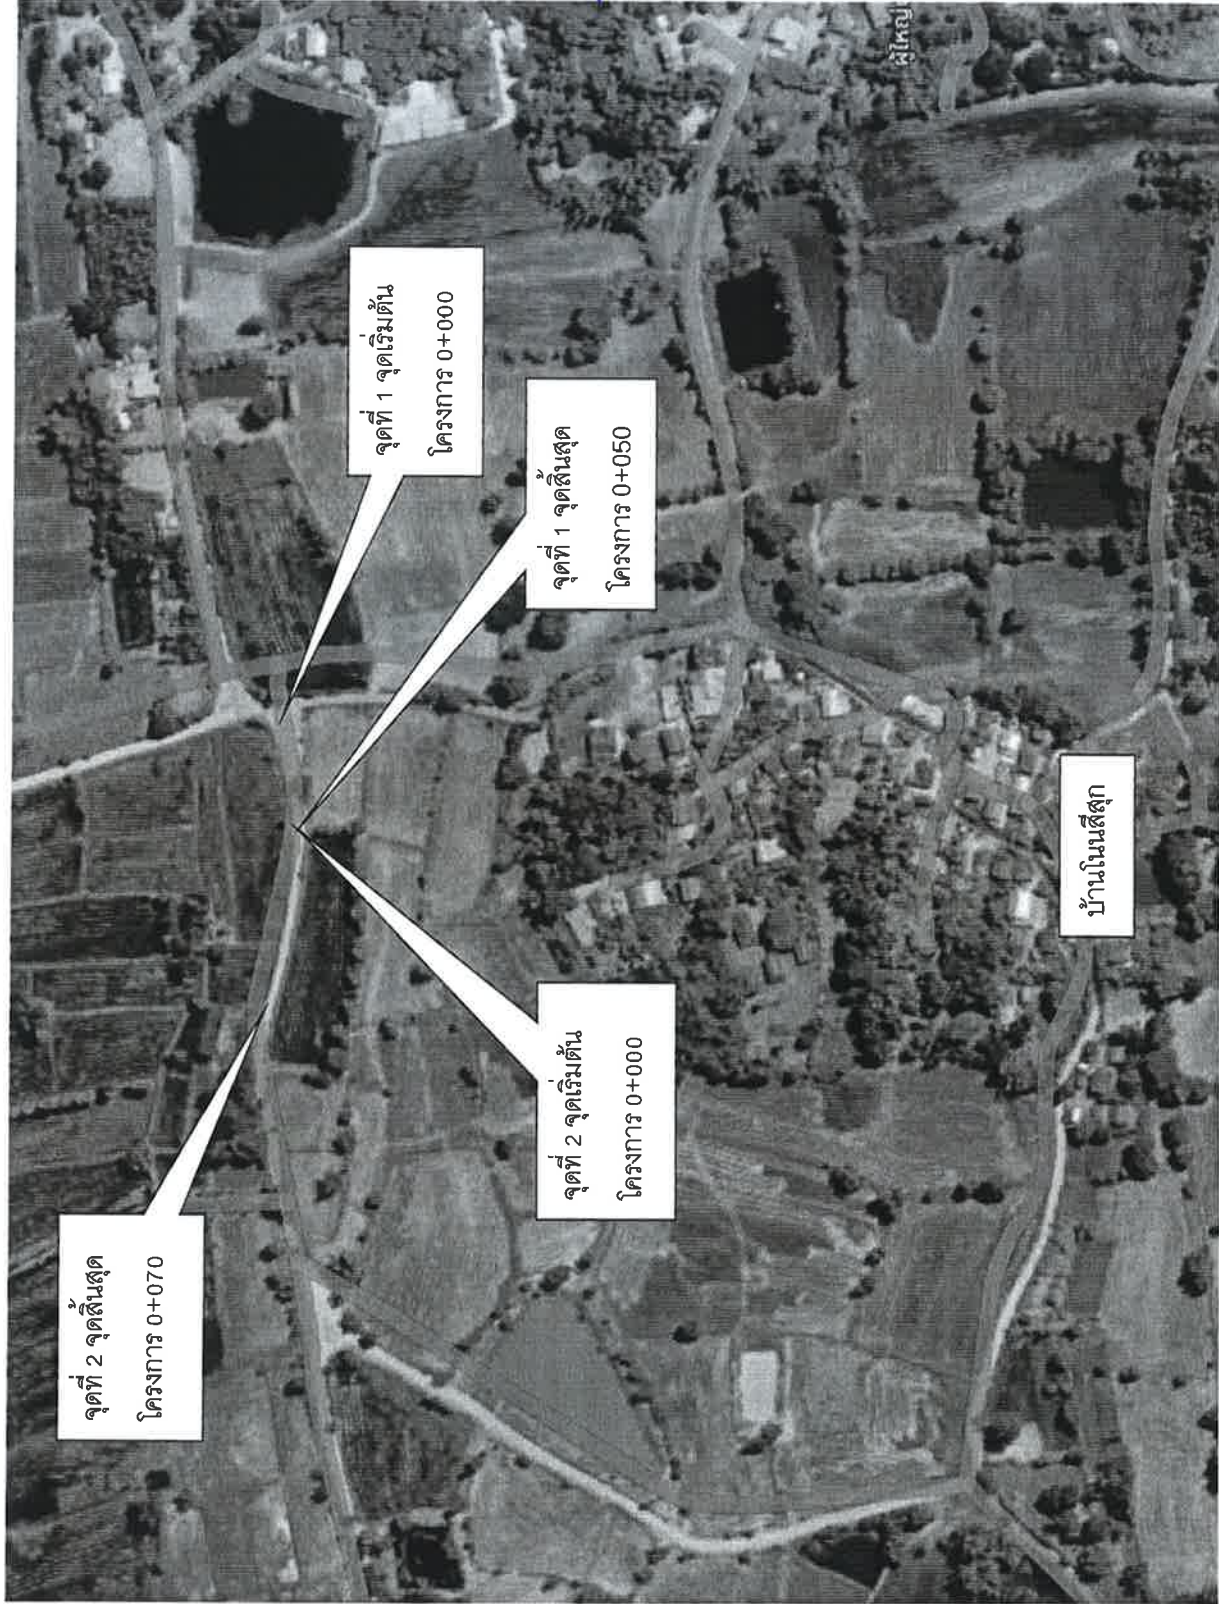 จุดที่ 2 จุดสิ้นสุด
โครงการ 0+070
จุดที่ 2 จุดเริ่มต้น
โครงการ 0+000
จุดที่ 1 จุดสิ้นสุด
โครงการ 0+050
จุดที่ 1 จุดเริ่มต้น
โครงการ 0+000
บ้านโนนสีสุก
ผู้ใหญ่